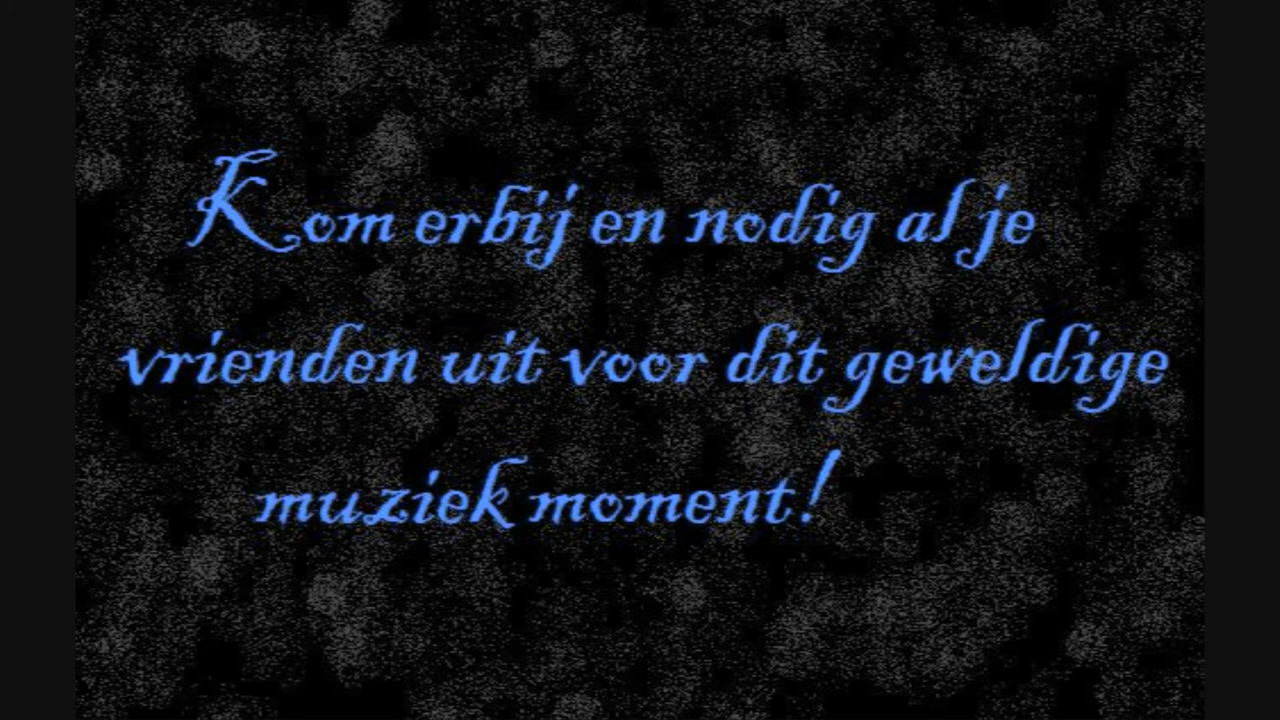 Kom erbij en nodig al je
vrienden uit voor dit geweldige
muziek moment!